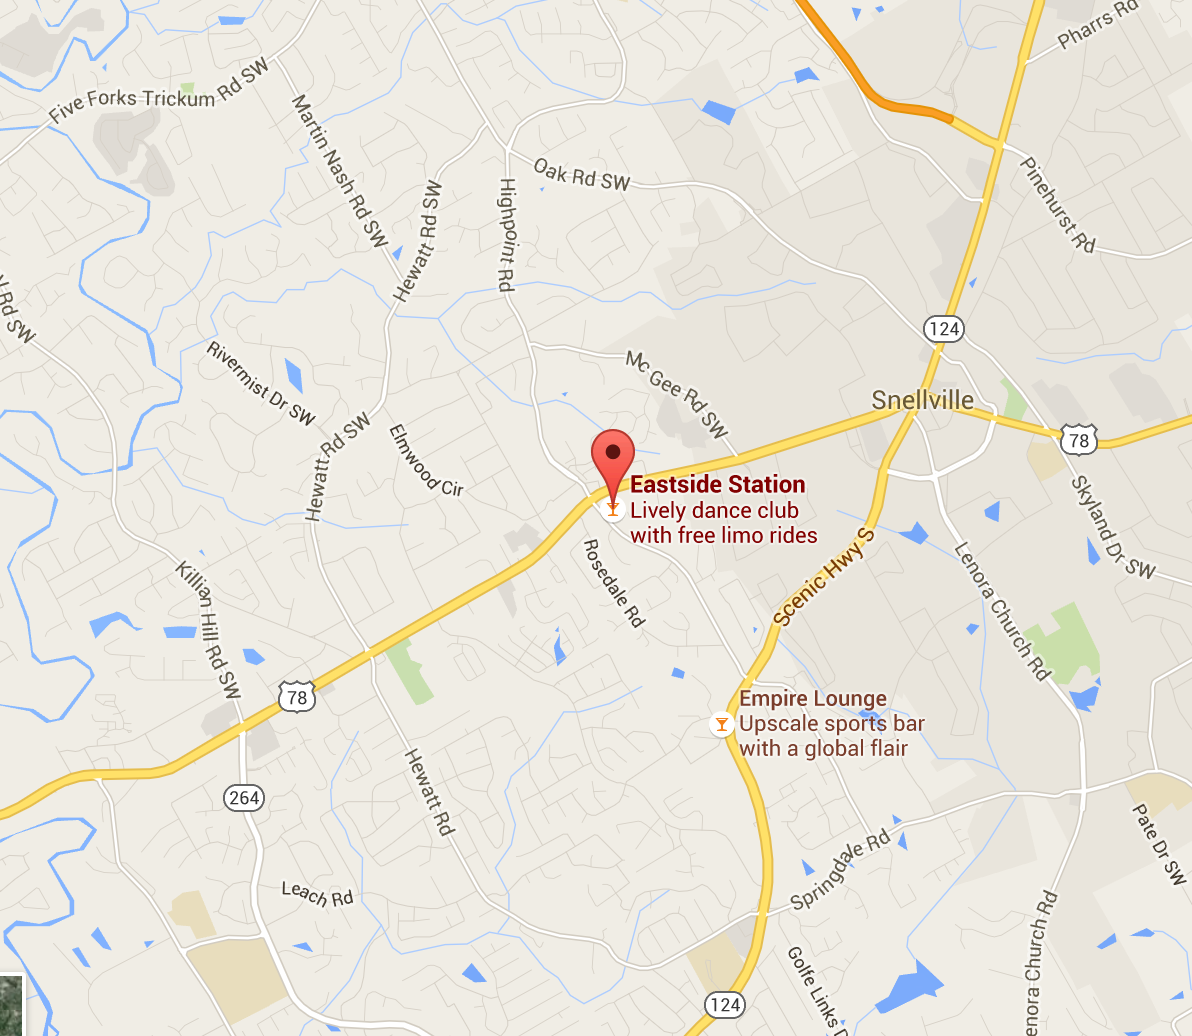 Pharrs Rd
Five Forks Trickum Rd SW
Martin Nash Rd SW
Oak Rd SW
Pinehurst Rd
Hewatt Rd SW
Highpoint Rd
Rd SW
124
Rivermist Dr SW
Mc Gee Rd SW
Snellville
Hewatt Rd SW
Elmwood Cir
78
Eastside Station
Lively dance club
with free limo rides
Skyland Dr SW
Scenic Hwy S
Rosedale Rd
Lenora Church Rd
Killian Hill Rd SW
78
Empire Lounge
Upscale sports bar
with a global flair
264
Hewatt Rd
Pate Dr SW
Springdale Rd
Leach Rd
enora Church Rd
Golfe Links D
124